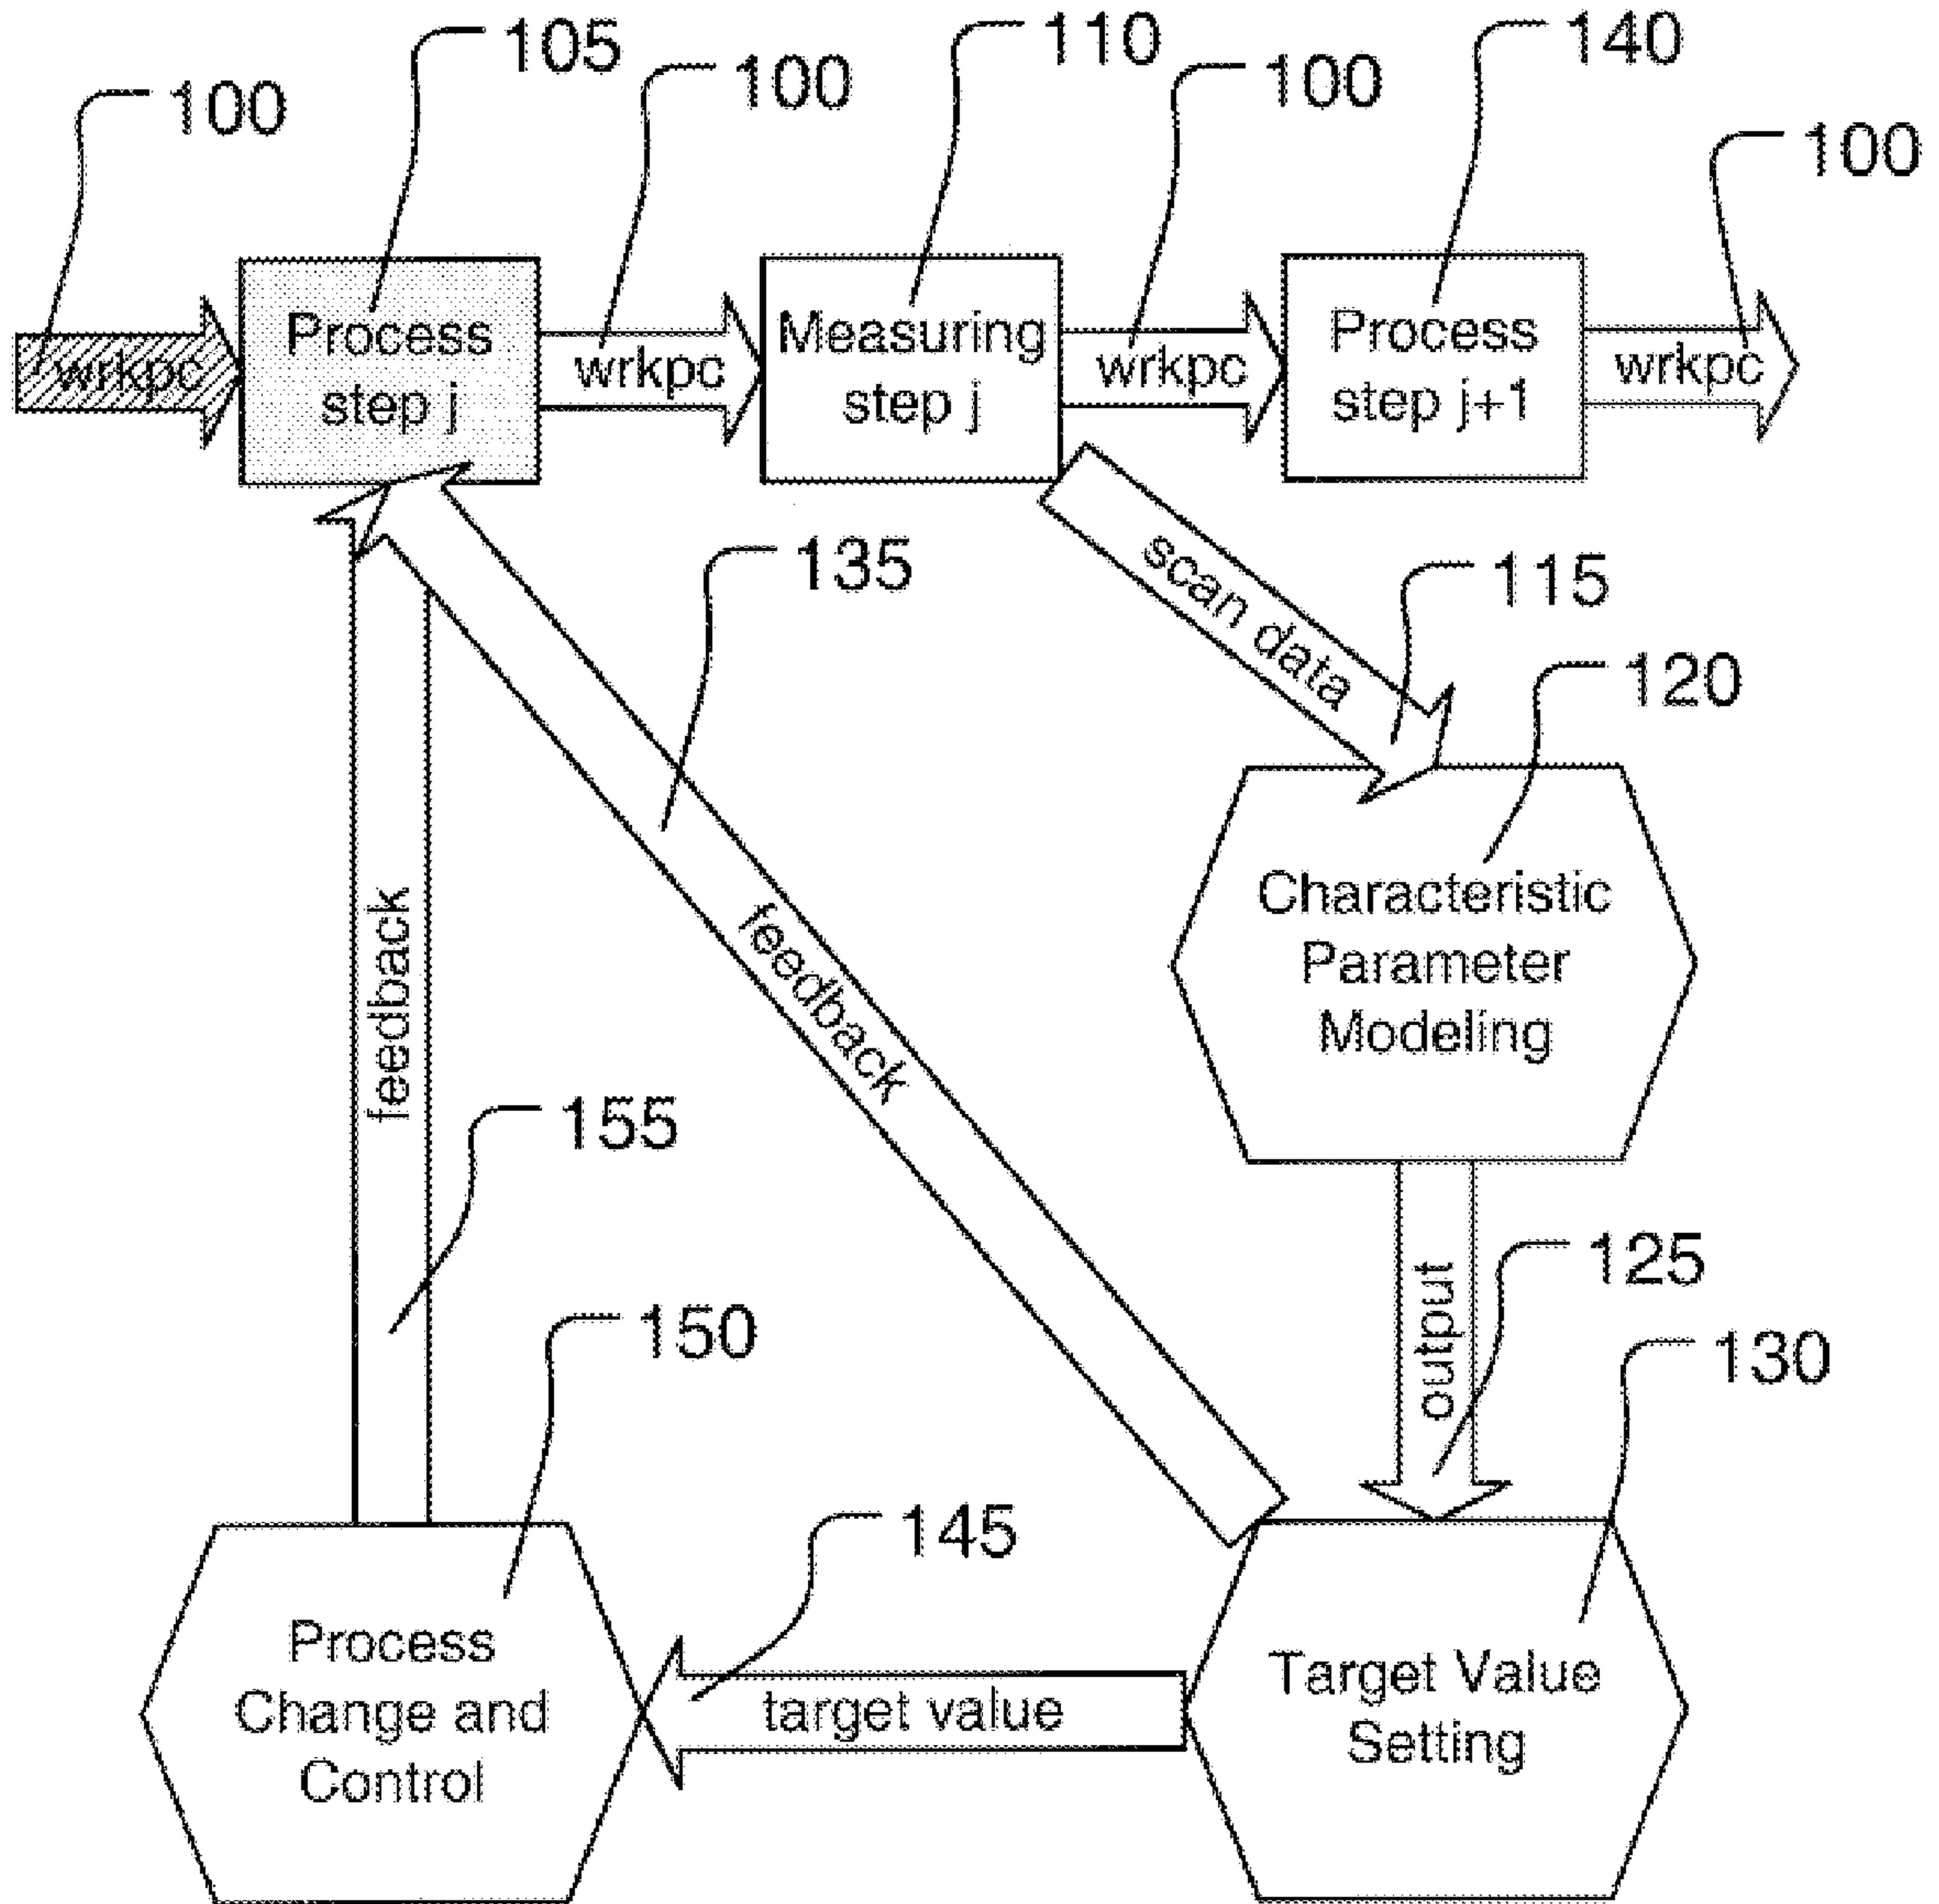 105
110
140
100
100
100
100
wrkpc
Process
step j
wrkpc
Measuring
step j
wrkpc
Process
step j+1
wrkpc
135
scan data
115
120
Characteristic
Parameter
Modeling
feedback
feedback
155
output
125
150
130
145
Process
Change and
Control
target value
Target Value
Setting